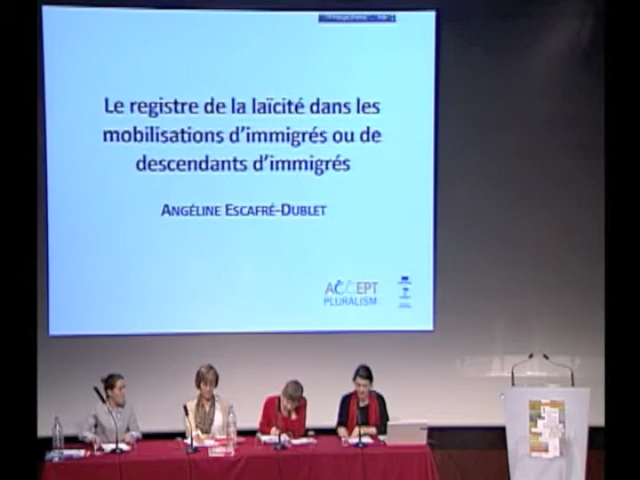 Le registre de la laïcité dans les
mobilisations d'immigrés ou de
descendants d'immigrés
ANGÉLINE ESCAFRÉ-DUBLET
ACCEPT
PLURALISM